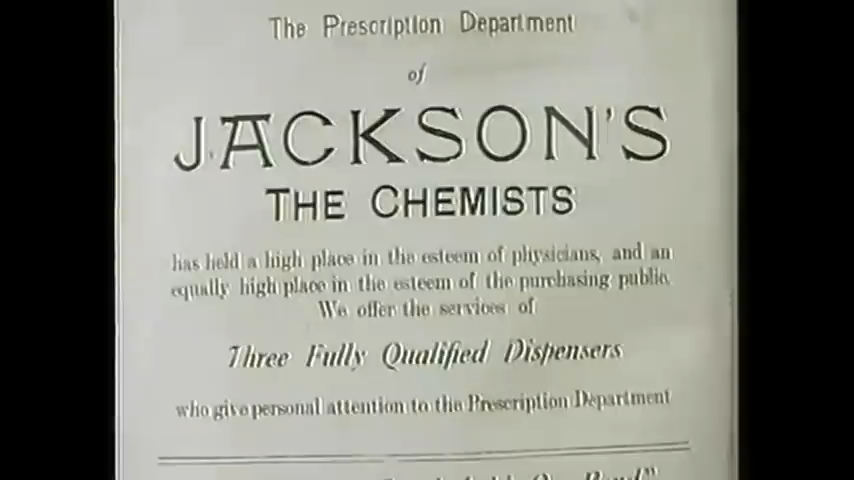 The Prescription Department
of
JACKSON'S
THE CHEMISTS
has held a high place in the esteem of physicians, and an
equally high place in the esteem of the purchasing public.
We offer the services of
Three Fully Qualified Dispensers
who give personal attention to the Prescription Department